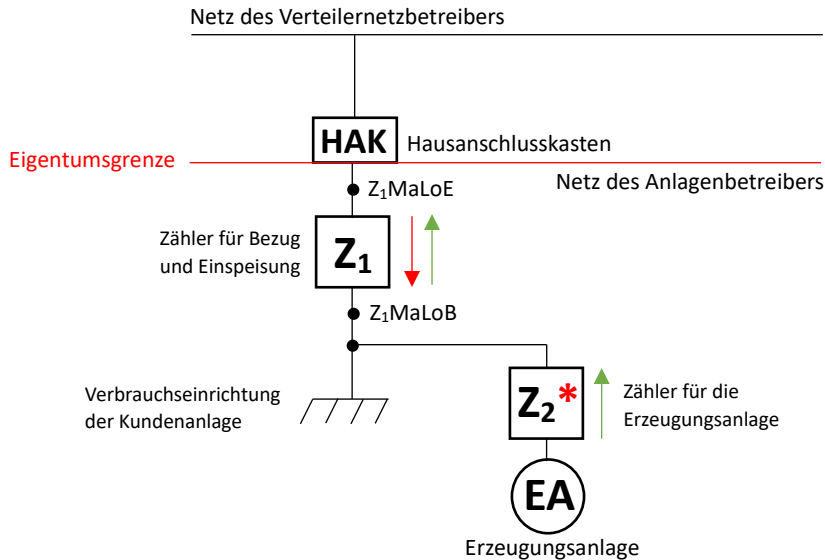 Netz des Verteilernetzbetreibers
HAK
Hausanschlusskasten
Eigentumsgrenze
Netz des Anlagenbetreibers
Z₁MaLoE
Zähler für Bezug
und Einspeisung
Z₁
Z₁MaLoB
Verbrauchseinrichtung
der Kundenanlage
Z₂*
Zähler für die
Erzeugungsanlage
EA
Erzeugungsanlage